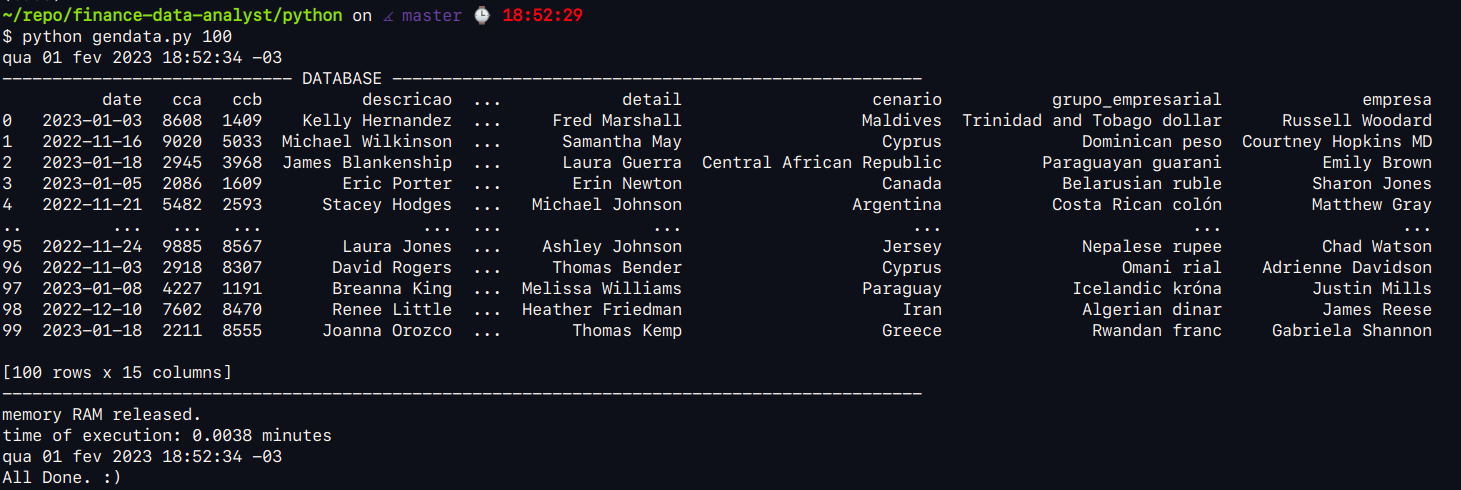 ~/repo/finance-data-analyst/python on ∠ master ⌚ 18:52:29
$ python gendata.py 100
qua 01 fev 2023 18:52:34 -03
----------------------------- DATABASE -----------------------------------------------------
          date   cca   ccb          descricao  ...            detail                   cenario           grupo_empresarial              empresa
0   2023-01-03  8608  1409    Kelly Hernandez  ...     Fred Marshall                  Maldives  Trinidad and Tobago dollar      Russell Woodard
1   2022-11-16  9020  5033  Michael Wilkinson  ...      Samantha May                    Cyprus              Dominican peso  Courtney Hopkins MD
2   2023-01-18  2945  3968  James Blankenship  ...      Laura Guerra  Central African Republic          Paraguayan guarani          Emily Brown
3   2023-01-05  2086  1609        Eric Porter  ...       Erin Newton                    Canada            Belarusian ruble         Sharon Jones
4   2022-11-21  5482  2593      Stacey Hodges  ...   Michael Johnson                 Argentina           Costa Rican colón         Matthew Gray
..         ...   ...   ...                ...  ...               ...                       ...                         ...                  ...
95  2022-11-24  9885  8567        Laura Jones  ...    Ashley Johnson                    Jersey              Nepalese rupee          Chad Watson
96  2022-11-03  2918  8307       David Rogers  ...     Thomas Bender                    Cyprus                  Omani rial    Adrienne Davidson
97  2023-01-08  4227  1191       Breanna King  ...  Melissa Williams                  Paraguay             Icelandic króna         Justin Mills
98  2022-12-10  7602  8470       Renee Little  ...  Heather Friedman                      Iran              Algerian dinar          James Reese
99  2023-01-18  2211  8555      Joanna Orozco  ...       Thomas Kemp                    Greece               Rwandan franc     Gabriela Shannon
[100 rows x 15 columns]
--------------------------------------------------------------------------------------------
memory RAM released.
time of execution: 0.0038 minutes
qua 01 fev 2023 18:52:34 -03
All Done. :)